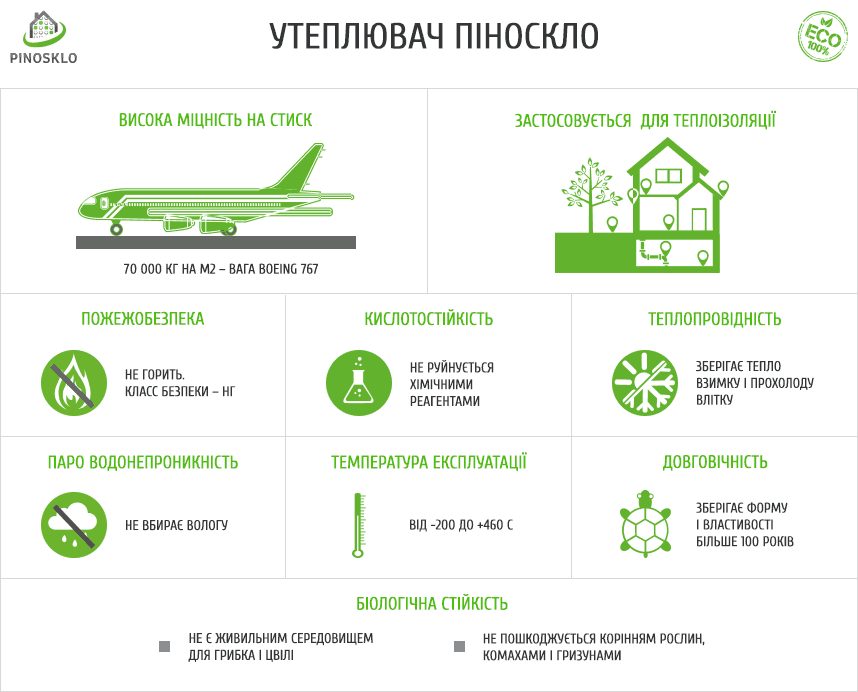 PINOSKLO
УТЕПЛЮВАЧ ПІНОСКЛО
ECO
100%
ВИСОКА МІЦНІСТЬ НА СТИСК
70 000 КГ НА М2 – ВАГА BOEING 767
ЗАСТОСОВУЄТЬСЯ ДЛЯ ТЕПЛОІЗОЛЯЦІЇ
ПОЖЕЖОБЕЗПЕКА
НЕ ГОРИТЬ.
КЛАСС БЕЗПЕКИ – НГ
КИСЛОТОСТІЙКІСТЬ
НЕ РУЙНУЄТЬСЯ
ХІМІЧНИМИ
РЕАГЕНТАМИ
ТЕПЛОПРОВІДНІСТЬ
ЗБЕРІГАЄ ТЕПЛО
ВЗИМКУ І ПРОХОЛОДУ
ВЛІТКУ
ПАРО ВОДОНЕПРОНИКНІСТЬ
НЕ ВБИРАЄ ВОЛОГУ
ТЕМПЕРАТУРА ЕКСПЛУАТАЦІЇ
ВІД -200 ДО +460 С
ДОВГОВІЧНІСТЬ
ЗБЕРІГАЄ ФОРМУ
І ВЛАСТИВОСТІ
БІЛЬШЕ 100 РОКІВ
БІОЛОГІЧНА СТІЙКІСТЬ
НЕ Є ЖИВИЛЬНИМ СЕРЕДОВИЩЕМ
ДЛЯ ГРИБКА І ЦВІЛІ
НЕ ПОШКОДЖУЄТЬСЯ КОРІННЯМ РОСЛИН,
КОМАХАМИ І ГРИЗУНАМИ